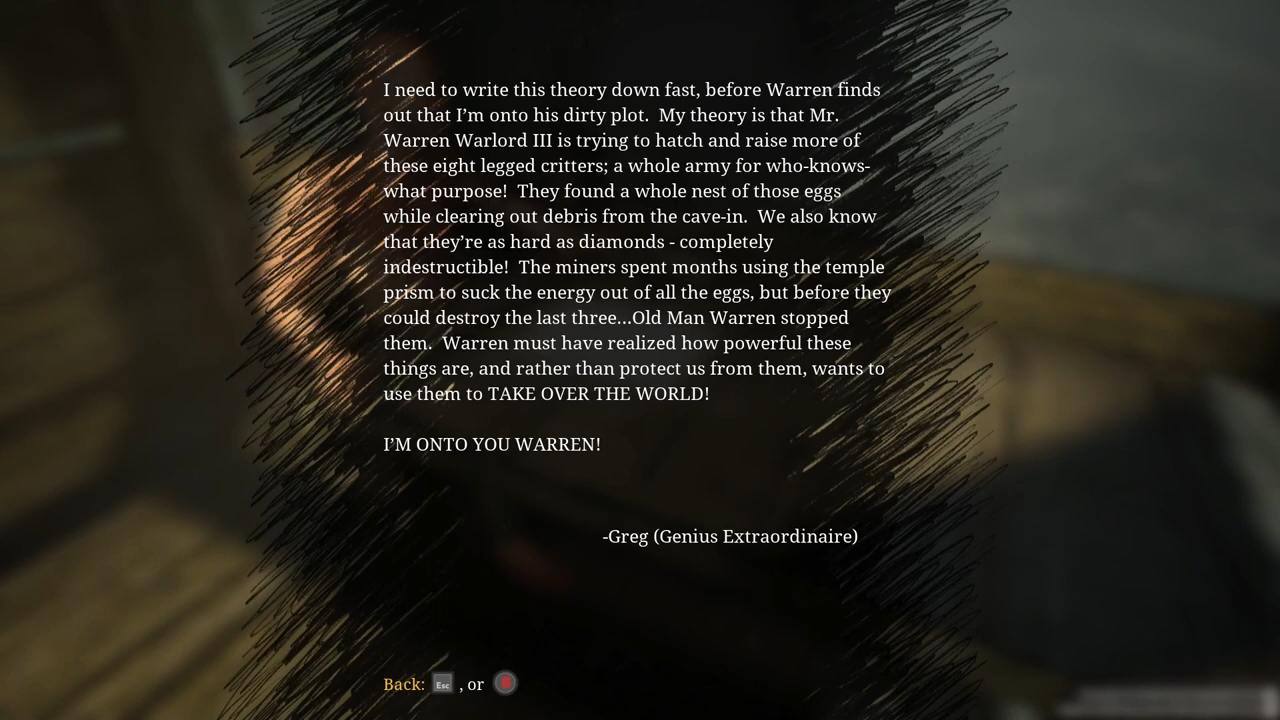 I need to write this theory down fast, before Warren finds
out that I’m onto his dirty plot.  My theory is that Mr.
Warren Warlord III is trying to hatch and raise more of
these eight legged critters; a whole army for who-knows-
what purpose!  They found a whole nest of those eggs
while clearing out debris from the cave-in.  We also know
that they’re as hard as diamonds - completely
indestructible!  The miners spent months using the temple
prism to suck the energy out of all the eggs, but before they
could destroy the last three...Old Man Warren stopped
them.  Warren must have realized how powerful these
things are, and rather than protect us from them, wants to
use them to TAKE OVER THE WORLD!
I’M ONTO YOU WARREN!
-Greg (Genius Extraordinaire)
Back: Esc , or